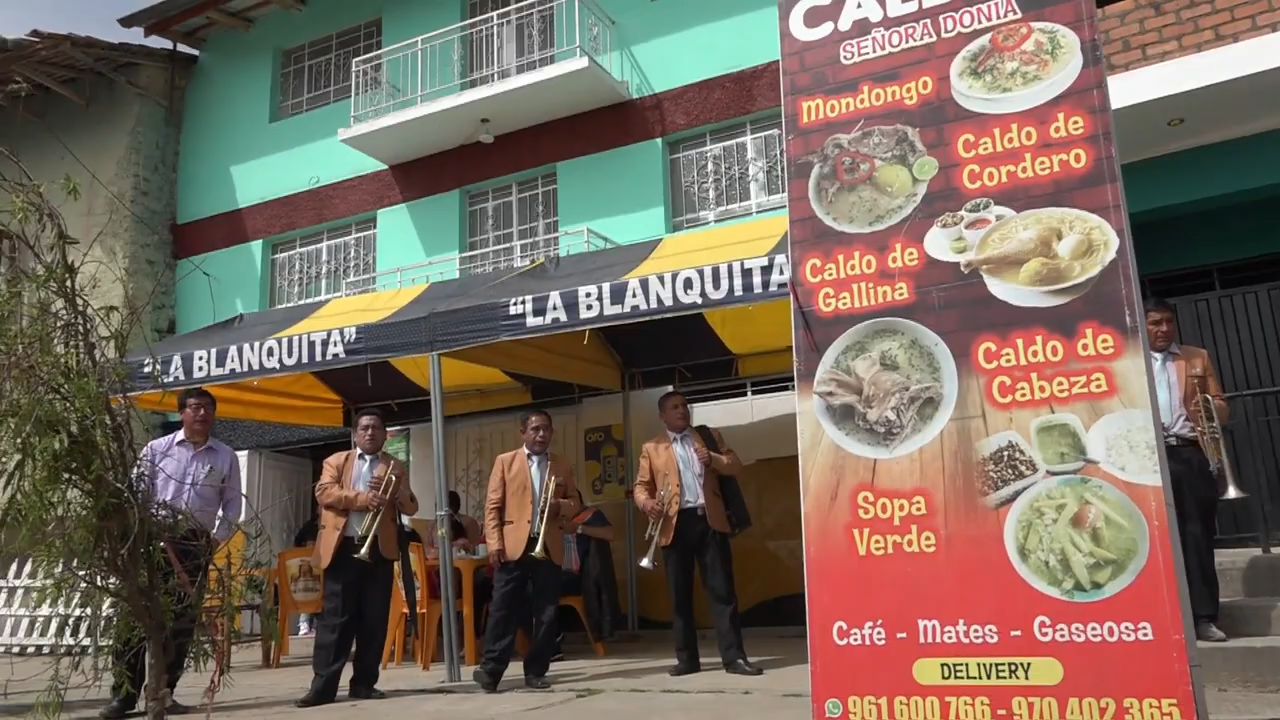 SEÑORA DONIA
Mondongo
Caldo de
Cordero
Caldo de
Gallina
Caldo de
Cabeza
Sopa
Verde
Café - Mates - Gaseosa
DELIVERY
961 600 766 - 970 402 365
"LA BLANQUITA"
"LA BLANQUITA
oro